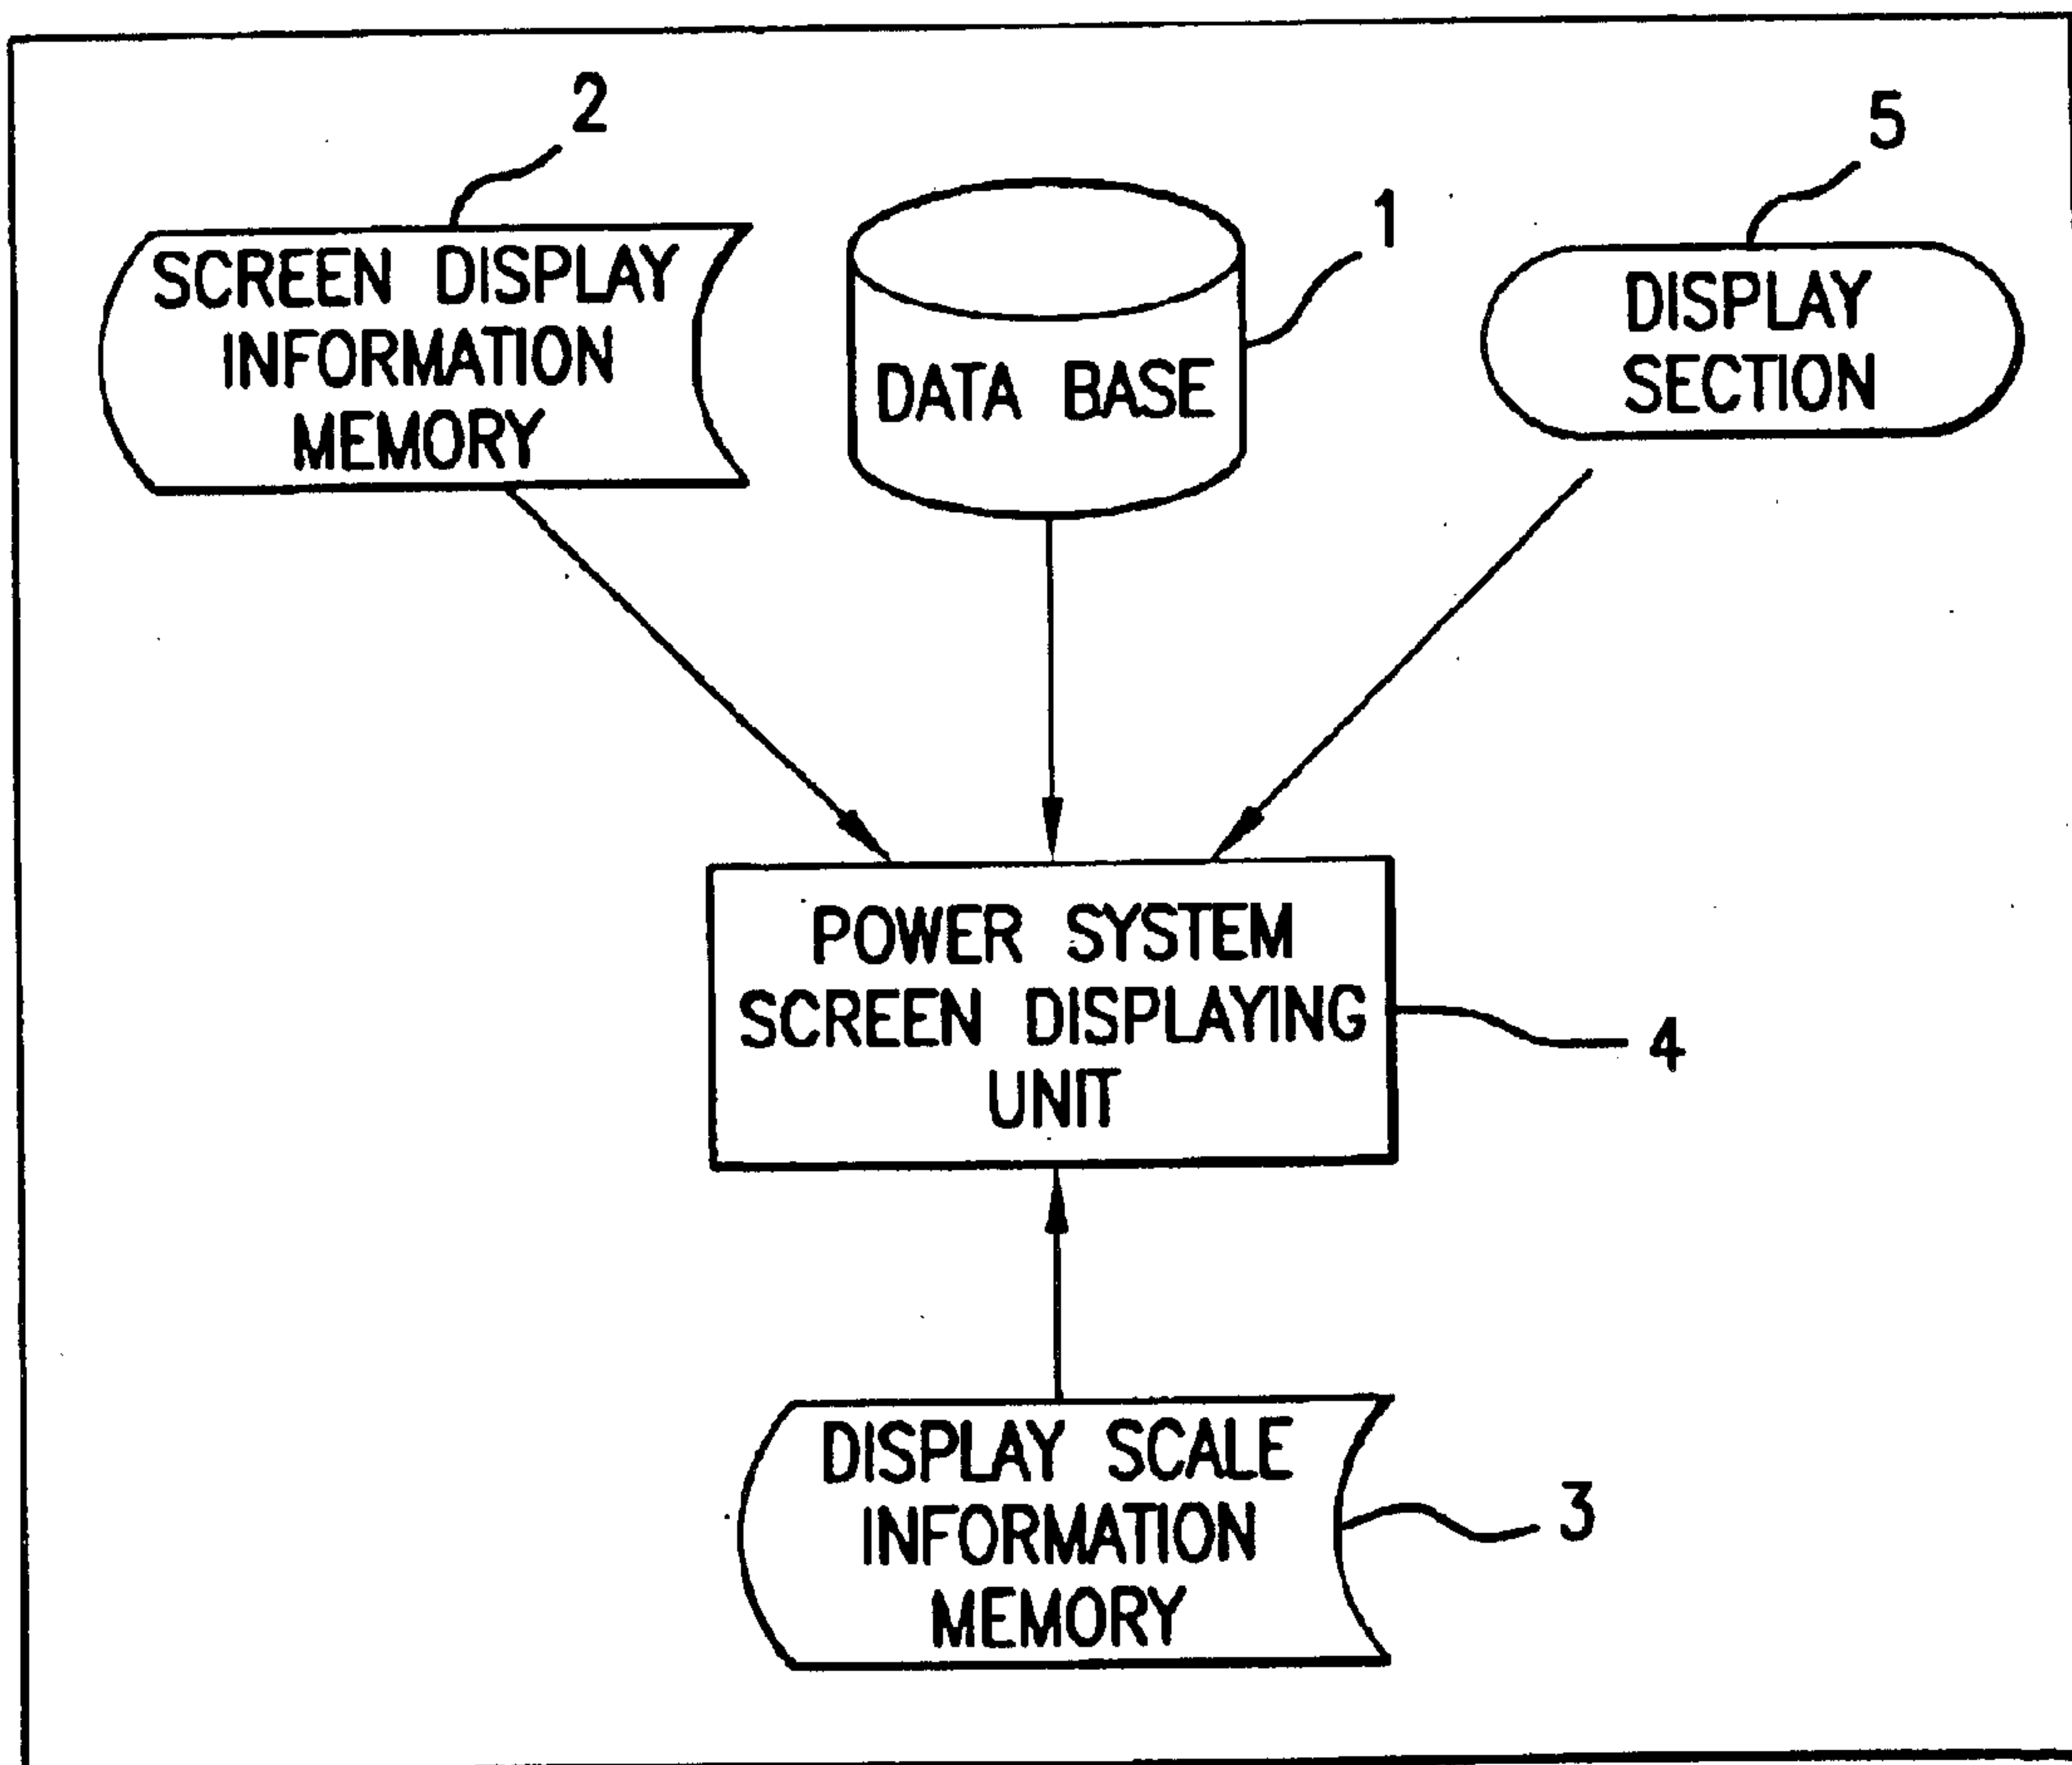 2
5
1
SCREEN DISPLAY
INFORMATION
MEMORY
DATA BASE
DISPLAY
SECTION
POWER SYSTEM
SCREEN DISPLAYING
UNIT
4
DISPLAY SCALE
INFORMATION
MEMORY
3